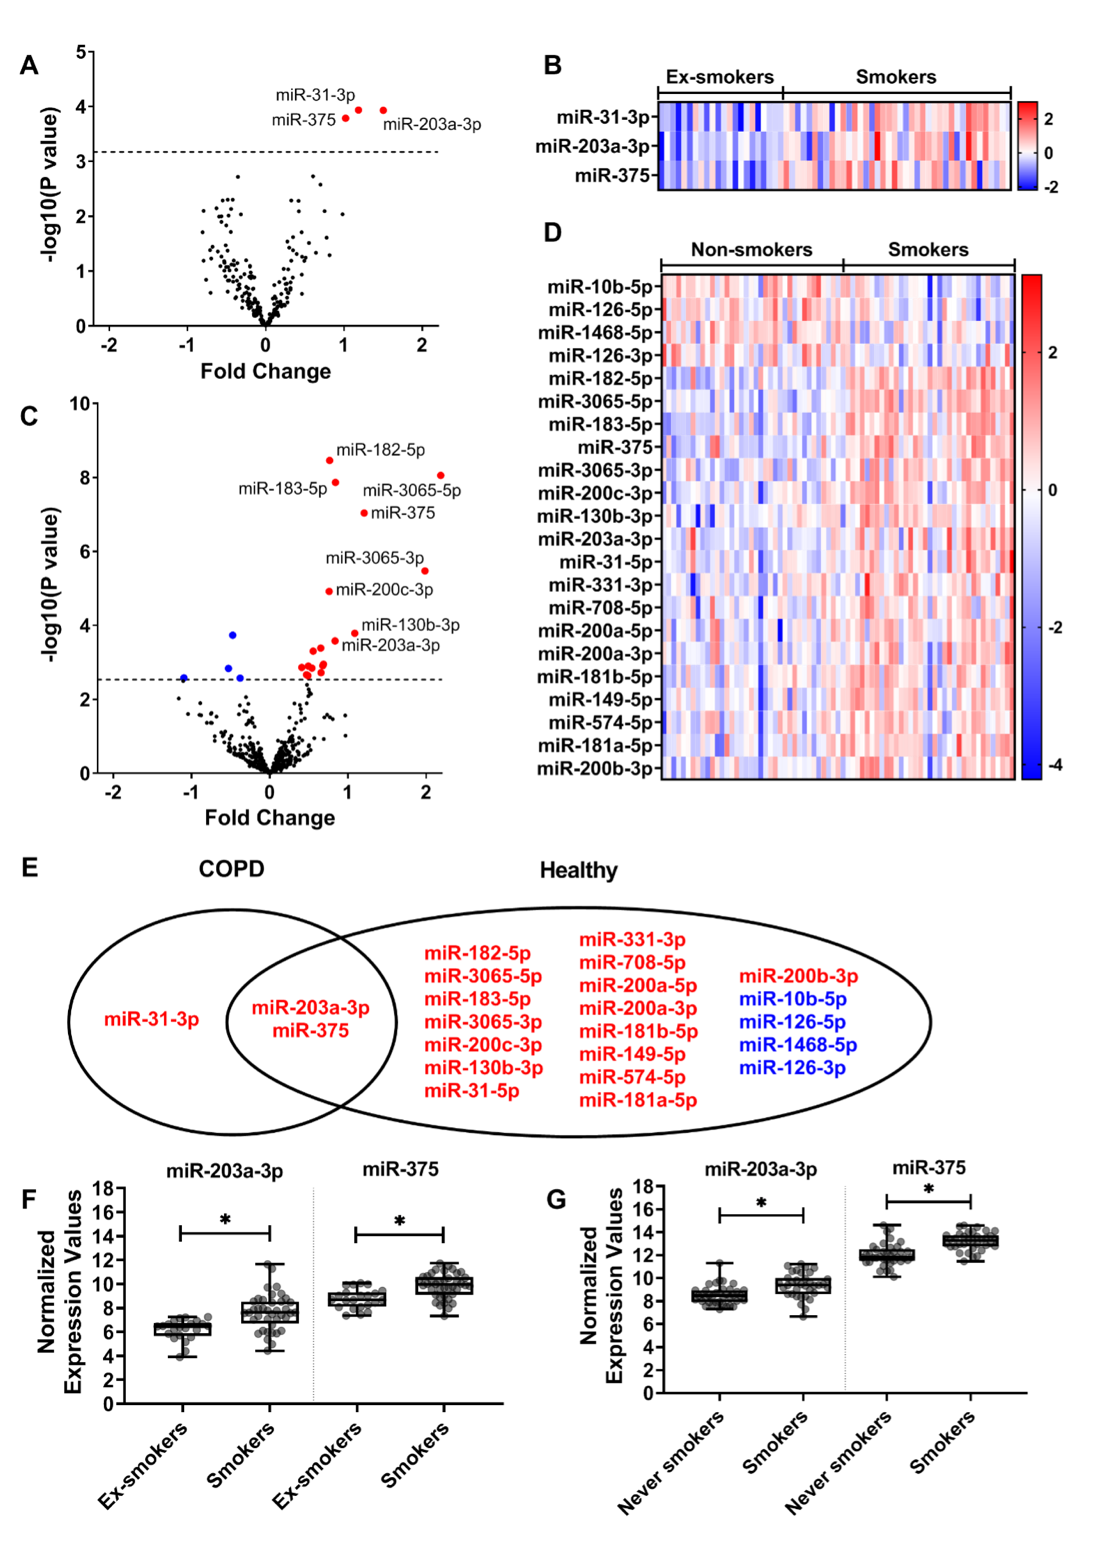 A
5
4
3
2
1
0
-log10(P value)
miR-31-3p
miR-375
miR-203a-3p
-2
-1
0
1
2
Fold Change
B
Ex-smokers
Smokers
miR-31-3p
miR-203a-3p
miR-375
2
0
-2
C
10
8
6
4
2
0
-log10(P value)
miR-182-5p
miR-183-5p
miR-3065-5p
miR-375
miR-3065-3p
miR-200c-3p
miR-130b-3p
miR-203a-3p
-2
-1
0
1
2
Fold Change
D
Non-smokers
Smokers
miR-10b-5p
miR-126-5p
miR-1468-5p
miR-126-3p
miR-182-5p
miR-3065-5p
miR-183-5p
miR-375
miR-3065-3p
miR-200c-3p
miR-130b-3p
miR-203a-3p
miR-31-5p
miR-331-3p
miR-708-5p
miR-200a-5p
miR-200a-3p
miR-181b-5p
miR-149-5p
miR-574-5p
miR-181a-5p
miR-200b-3p
2
0
-2
-4
E
COPD
Healthy
miR-31-3p
miR-203a-3p
miR-375
miR-182-5p
miR-3065-5p
miR-183-5p
miR-3065-3p
miR-200c-3p
miR-130b-3p
miR-31-5p
miR-331-3p
miR-708-5p
miR-200a-5p
miR-200a-3p
miR-181b-5p
miR-149-5p
miR-574-5p
miR-181a-5p
miR-200b-3p
miR-10b-5p
miR-126-5p
miR-1468-5p
miR-126-3p
F
miR-203a-3p
miR-375
Normalized
Expression Values
18
16
14
12
10
8
6
4
2
0
*
*
Ex-smokers
Smokers
Ex-smokers
Smokers
G
miR-203a-3p
miR-375
Normalized
Expression Values
18
16
14
12
10
8
6
4
2
0
*
*
Never smokers
Smokers
Never smokers
Smokers